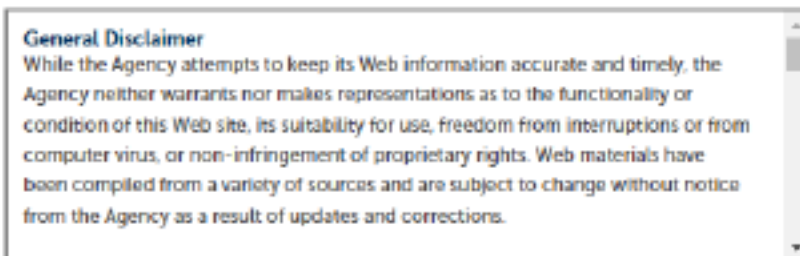 General Disclaimer
While the Agency attempts to keep its Web information accurate and timely, the
Agency neither warrants nor makes representations as to the functionality or
condition of this Web site, its suitability for use, freedom from interruptions or from
computer virus, or non-infringement of proprietary rights. Web materials have
been compiled from a variety of sources and are subject to change without notice
from the Agency as a result of updates and corrections.